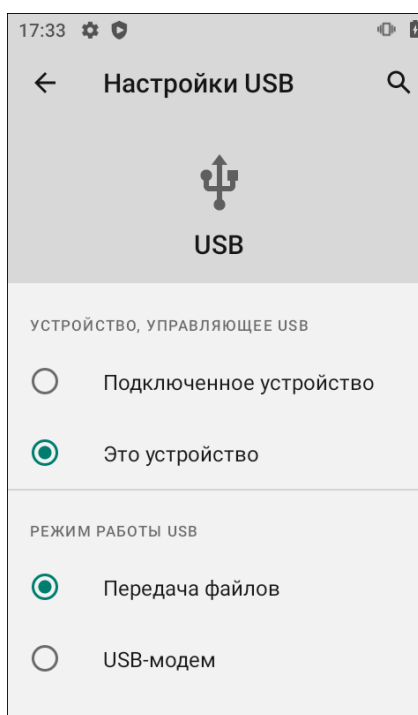 17:33
Настройки USB
USB
УСТРОЙСТВО, УПРАВЛЯЮЩЕЕ USB
Подключенное устройство
Это устройство
РЕЖИМ РАБОТЫ USB
Передача файлов
USB-модем